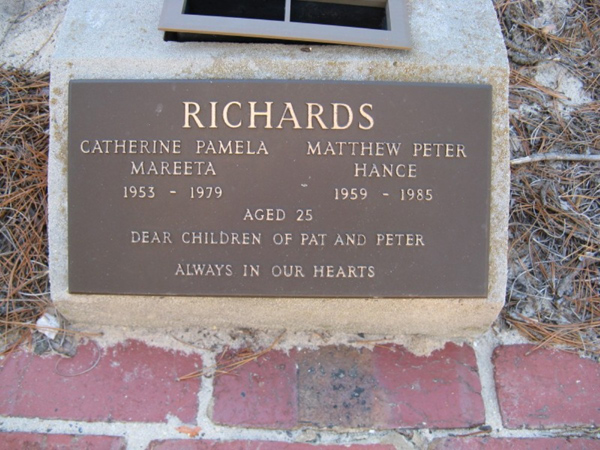 RICHARDS
CATHERINE PAMELA MATTHEW PETER
MAREETA HANCE
1953 - 1979 1959 - 1985
AGED 25
DEAR CHILDREN OF PAT AND PETER
ALWAYS IN OUR HEARTS